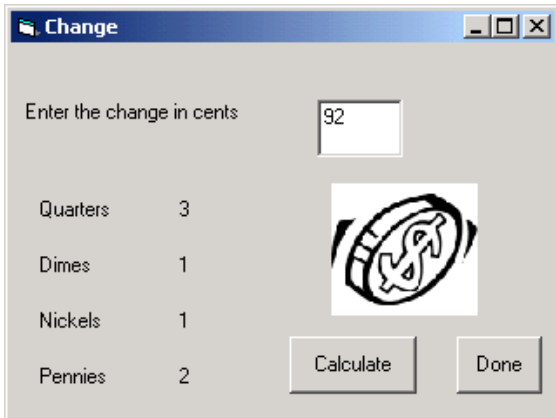 Change
Enter the change in cents 92
Quarters 3
Dimes 1
Nickels 1
Pennies 2
Calculate Done